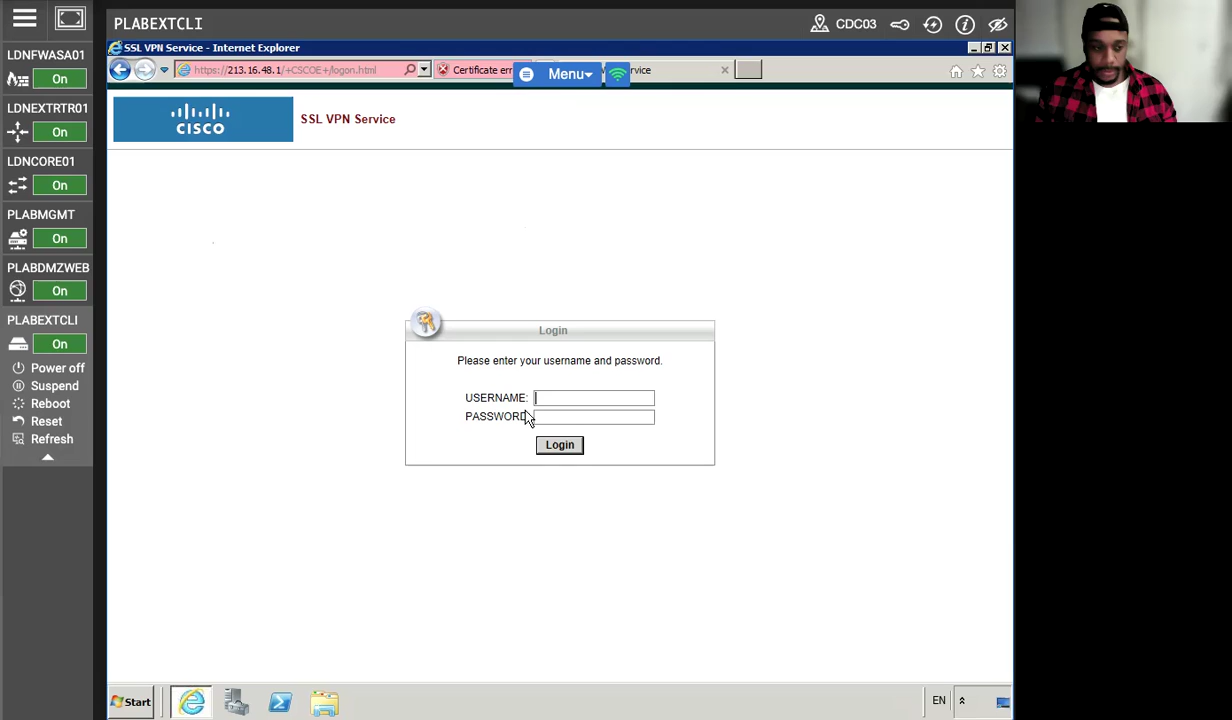 PLABEXTCLI
CDC03
LDNFWASA01
On
LDNEXTRTR01
On
LDNCORE01
On
PLABMGMT
On
PLABDMZWEB
On
PLABEXTCLI
On
Power off
Suspend
Reboot
Reset
Refresh
SSL VPN Service - Internet Explorer
https://213.16.48.1/+CSCOE+/logon.html
Certificate err
Menu
vice
CISCO
SSL VPN Service
Login
Please enter your username and password.
USERNAME:
PASSWORD
Login
Start
EN